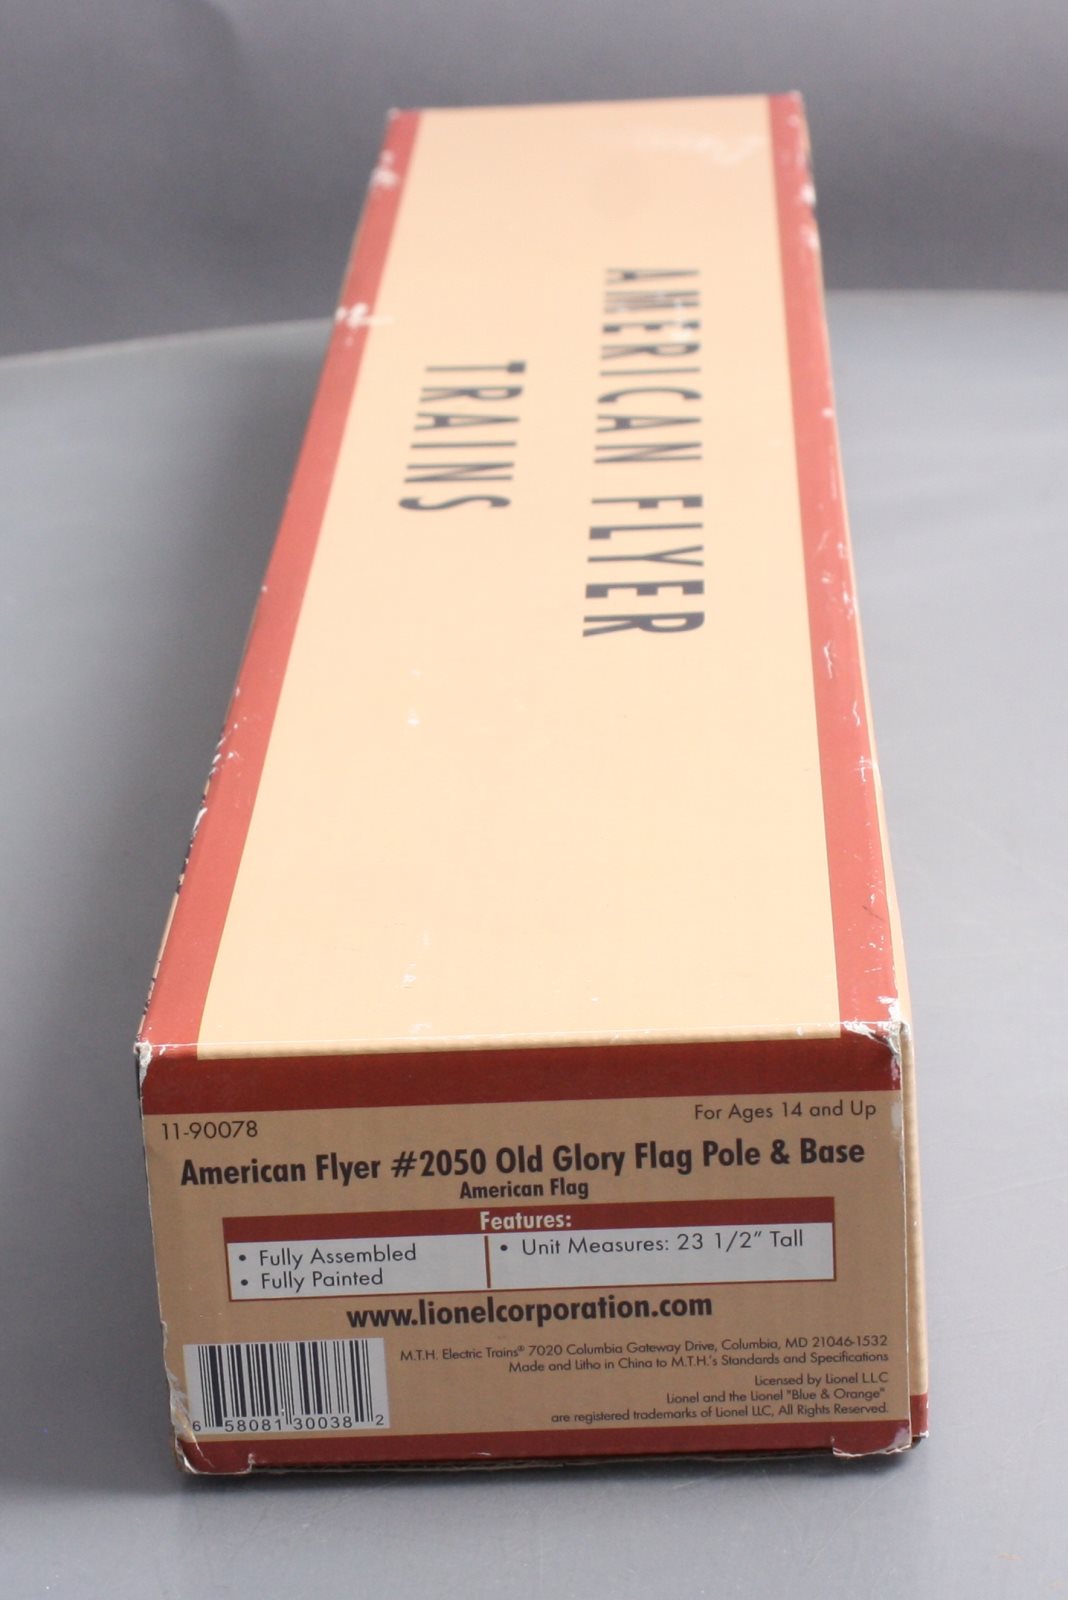 AMERICAN FLYER
TRAINS
11-90078
For Ages 14 and Up
American Flyer #2050 Old Glory Flag Pole & Base
American Flag
Features:
• Fully Assembled
• Fully Painted
• Unit Measures: 23 1/2” Tall
www.lionelcorporation.com
M.T.H. Electric Trains® 7020 Columbia Gateway Drive, Columbia, MD 21046-1532
Made and Litho in China to M.T.H.'s Standards and Specifications
Licensed by Lionel LLC
Lionel and the Lionel "Blue & Orange"
are registered trademarks of Lionel LLC, All Rights Reserved.
6 58081 30038 2